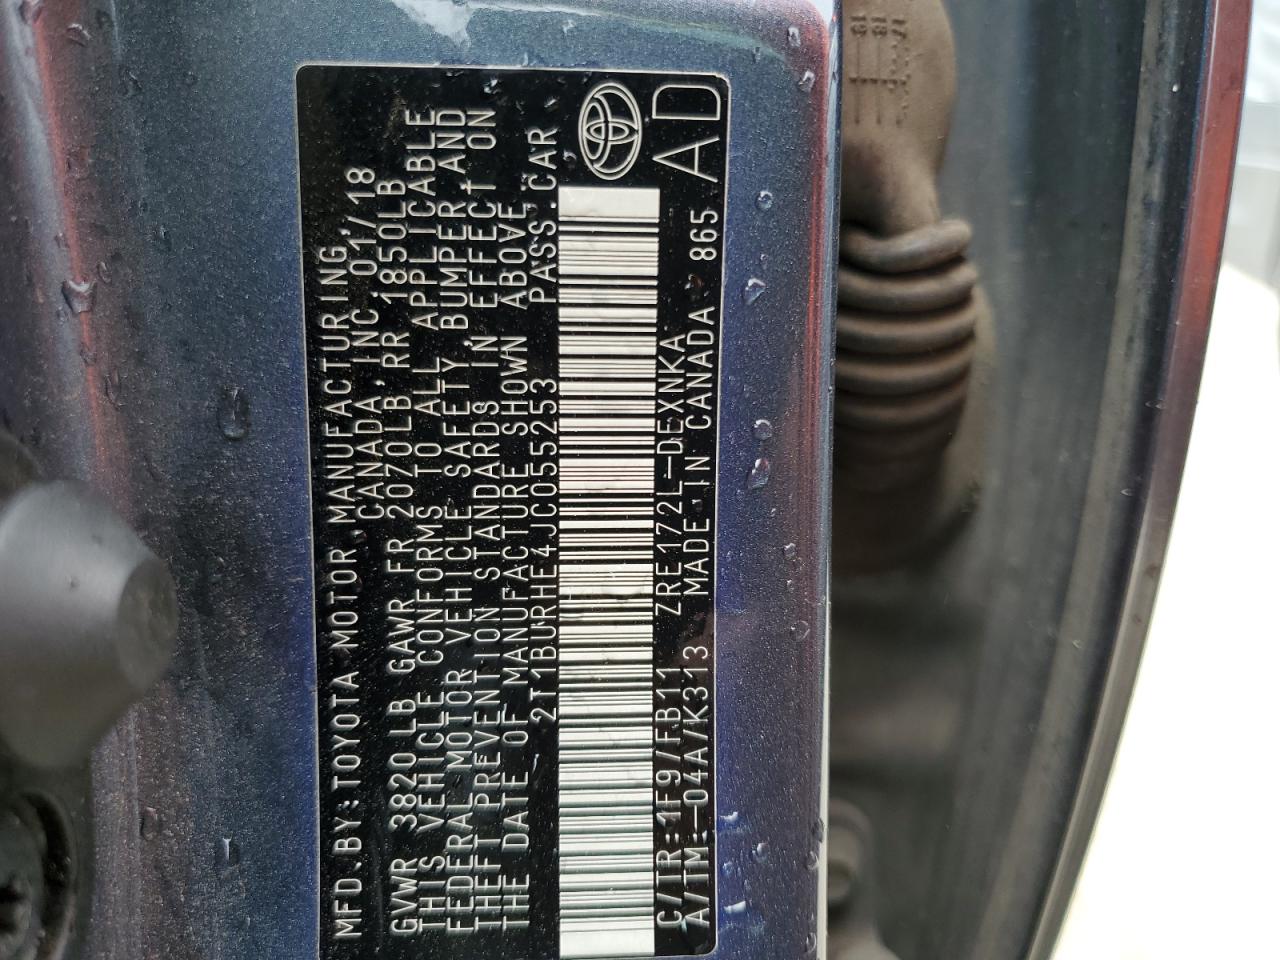 MFD.BY:TOYOTA MOTOR MANUFACTURING,
CANADA,INC.01/18
GVWR 3820LB GAWR FR 2070LB,RR 1850LB
THIS VEHICLE CONFORMS TO ALL APPLICABLE
FEDERAL MOTOR VEHICLE SAFETY,BUMPER,AND
THEFT PREVENTION STANDARDS IN EFFECT ON
THE DATE OF MANUFACTURE SHOWN ABOVE.
2T1BURHE4JC055253 PASS.CAR
C/TR:1F9/FB11 ZRE172L-DEXNKA
A/TM:-04A/K313 MADE IN CANADA 865
AD